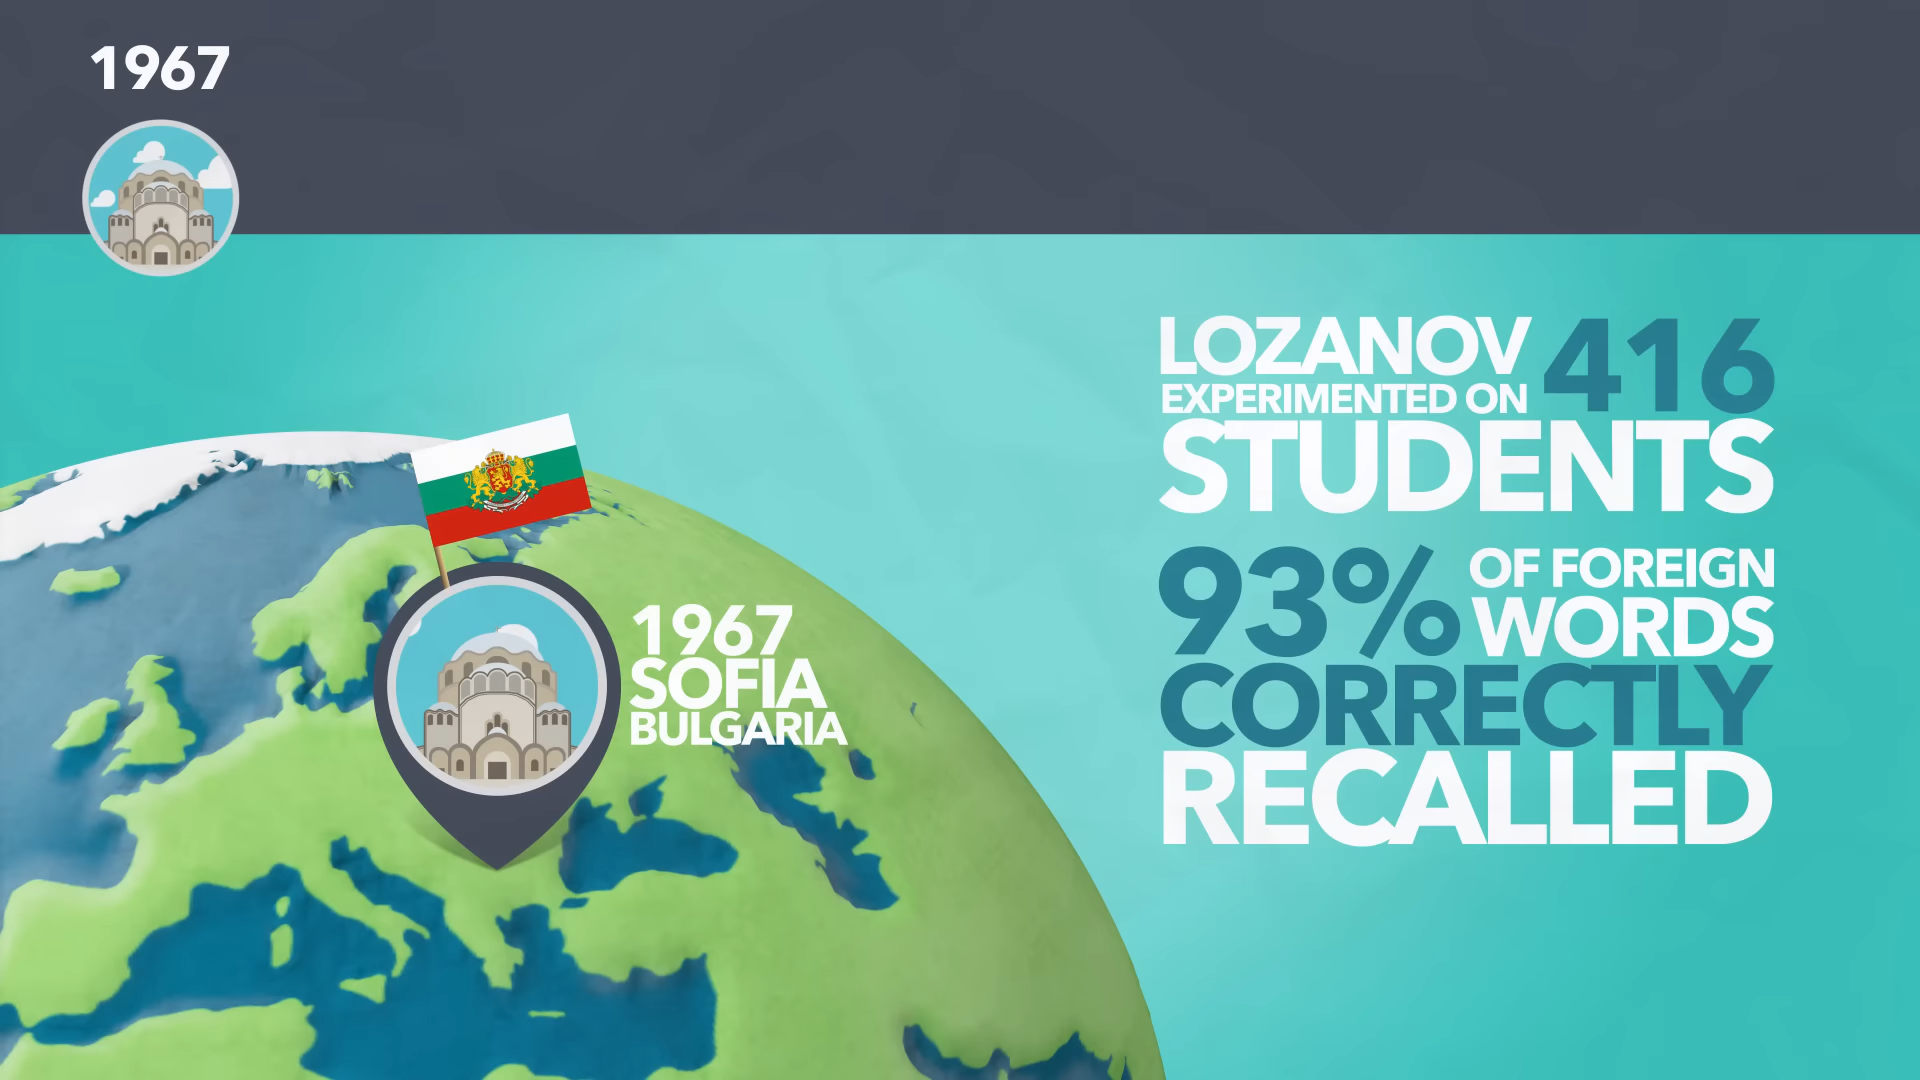 1967
1967
SOFIA
BULGARIA
LOZANOV
EXPERIMENTED ON 416
STUDENTS
93% OF FOREIGN
WORDS
CORRECTLY
RECALLED